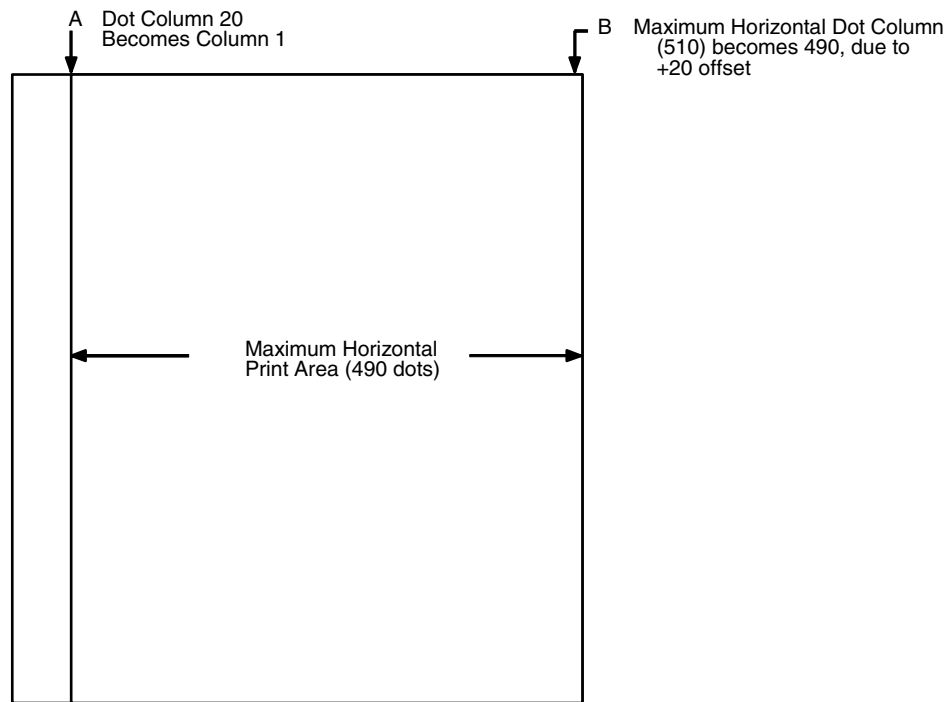 A Dot Column 20
Becomes Column 1
B Maximum Horizontal Dot Column
(510) becomes 490, due to
+20 offset
Maximum Horizontal
Print Area (490 dots)